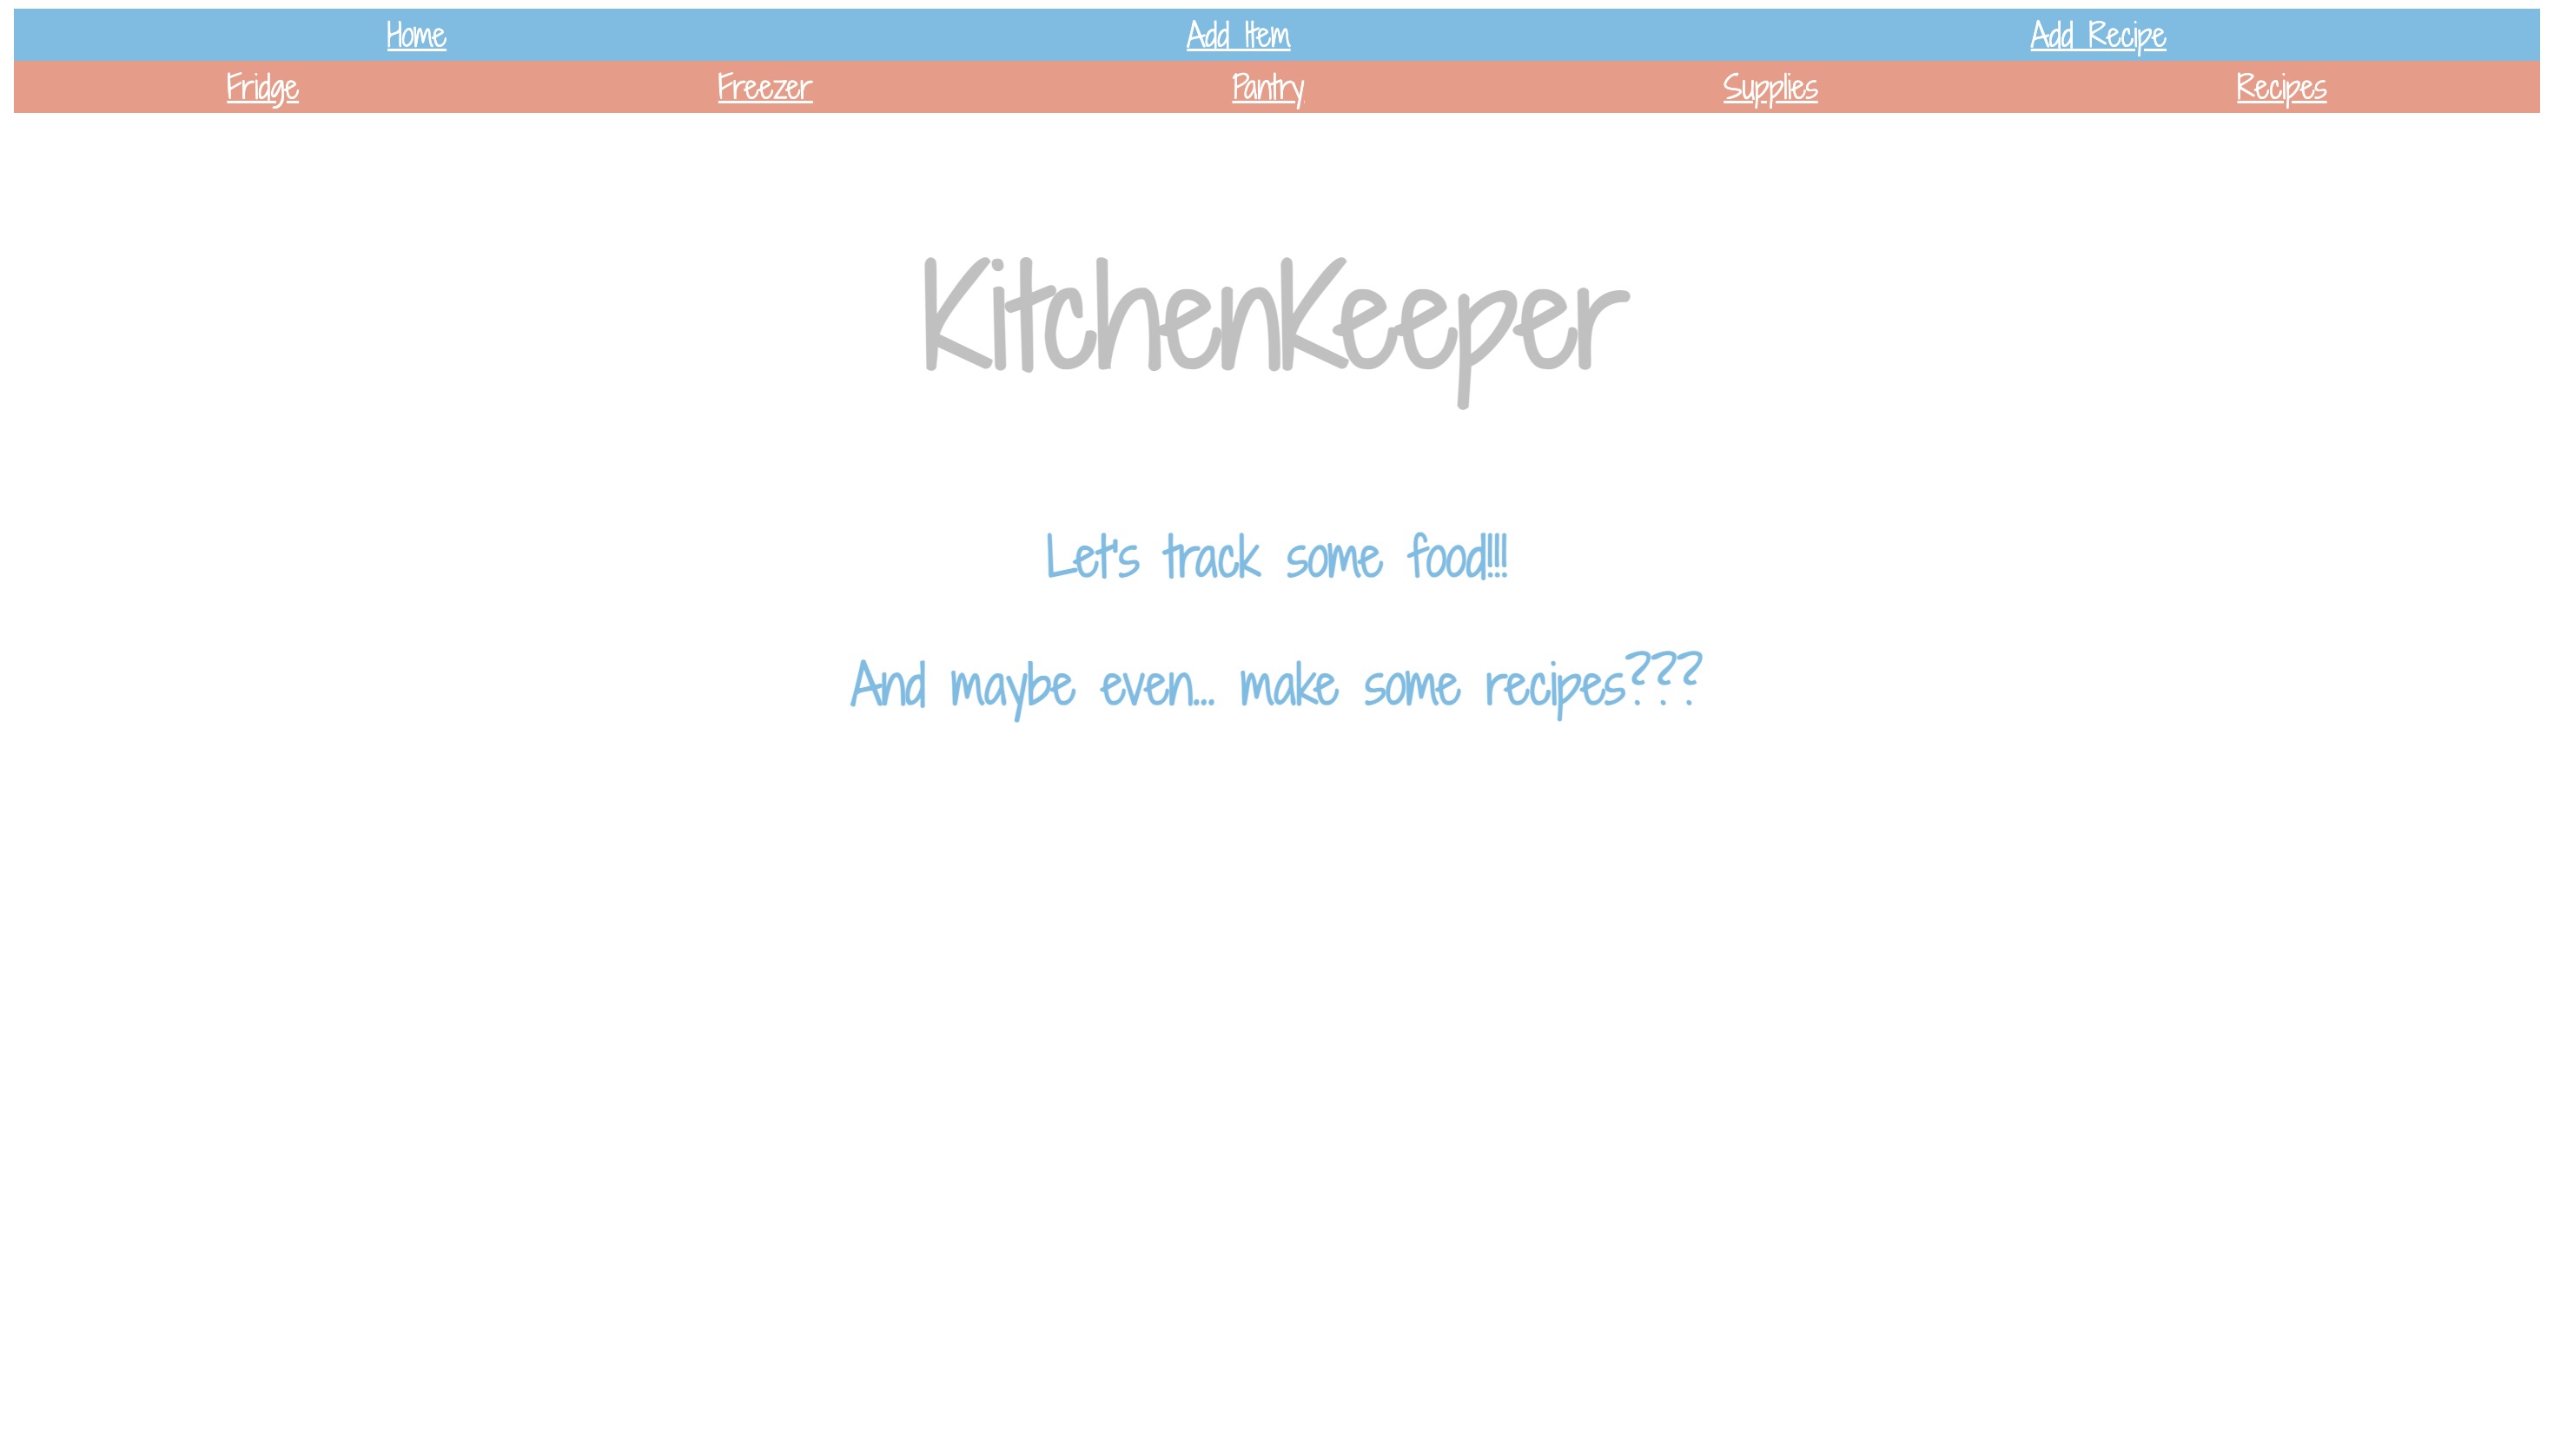 Home Add Item Add Recipe
Fridge Freezer Pantry Supplies Recipes
KitchenKeeper
Let's track some food!!!
And maybe even... make some recipes???